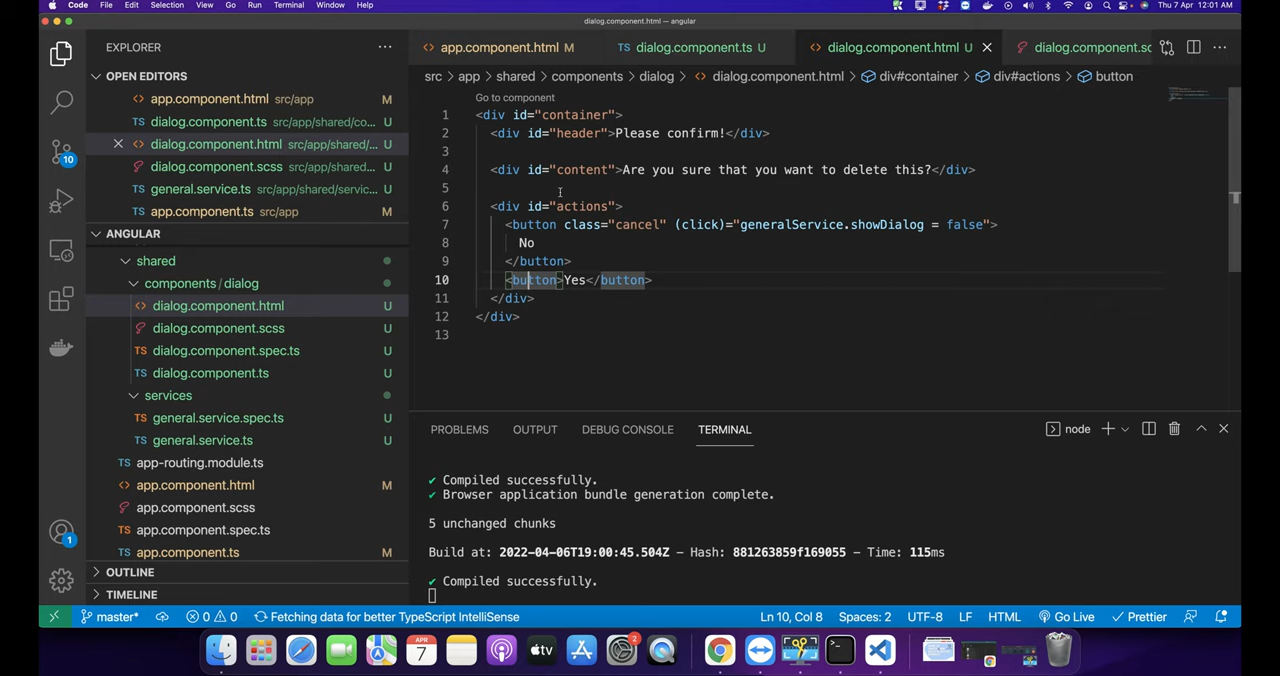 Code File Edit Selection View Go Run Terminal Window Help Thu 7 Apr 12:01 AM
dialog.component.html — angular
EXPLORER
OPEN EDITORS
app.component.html src/app M
dialog.component.ts src/app/shared/co... U
dialog.component.html src/app/shared/... U
dialog.component.scss src/app/shared... U
general.service.ts src/app/shared/servic... U
app.component.ts src/app M
ANGULAR
shared
components / dialog
dialog.component.html U
dialog.component.scss U
dialog.component.spec.ts U
dialog.component.ts U
services
general.service.spec.ts U
general.service.ts U
app-routing.module.ts
app.component.html M
app.component.scss
app.component.spec.ts
app.component.ts M
OUTLINE
TIMELINE
app.component.html M dialog.component.ts U dialog.component.html U dialog.component.sc
src > app > shared > components > dialog > dialog.component.html > div#container > div#actions > button
Go to component
1 <div id="container">
2 <div id="header">Please confirm!</div>
3
4 <div id="content">Are you sure that you want to delete this?</div>
5
6 <div id="actions">
7 <button class="cancel" (click)="generalService.showDialog = false">
8 No
9 </button>
10 <button>Yes</button>
11 </div>
12 </div>
13
PROBLEMS OUTPUT DEBUG CONSOLE TERMINAL node
✔ Compiled successfully.
✔ Browser application bundle generation complete.
5 unchanged chunks
Build at: 2022-04-06T19:00:45.504Z - Hash: 881263859f169055 - Time: 115ms
✔ Compiled successfully.
master* 0 0 Fetching data for better TypeScript IntelliSense Ln 10, Col 8 Spaces: 2 UTF-8 LF HTML Go Live Prettier
10
1
APR
7
tv
2